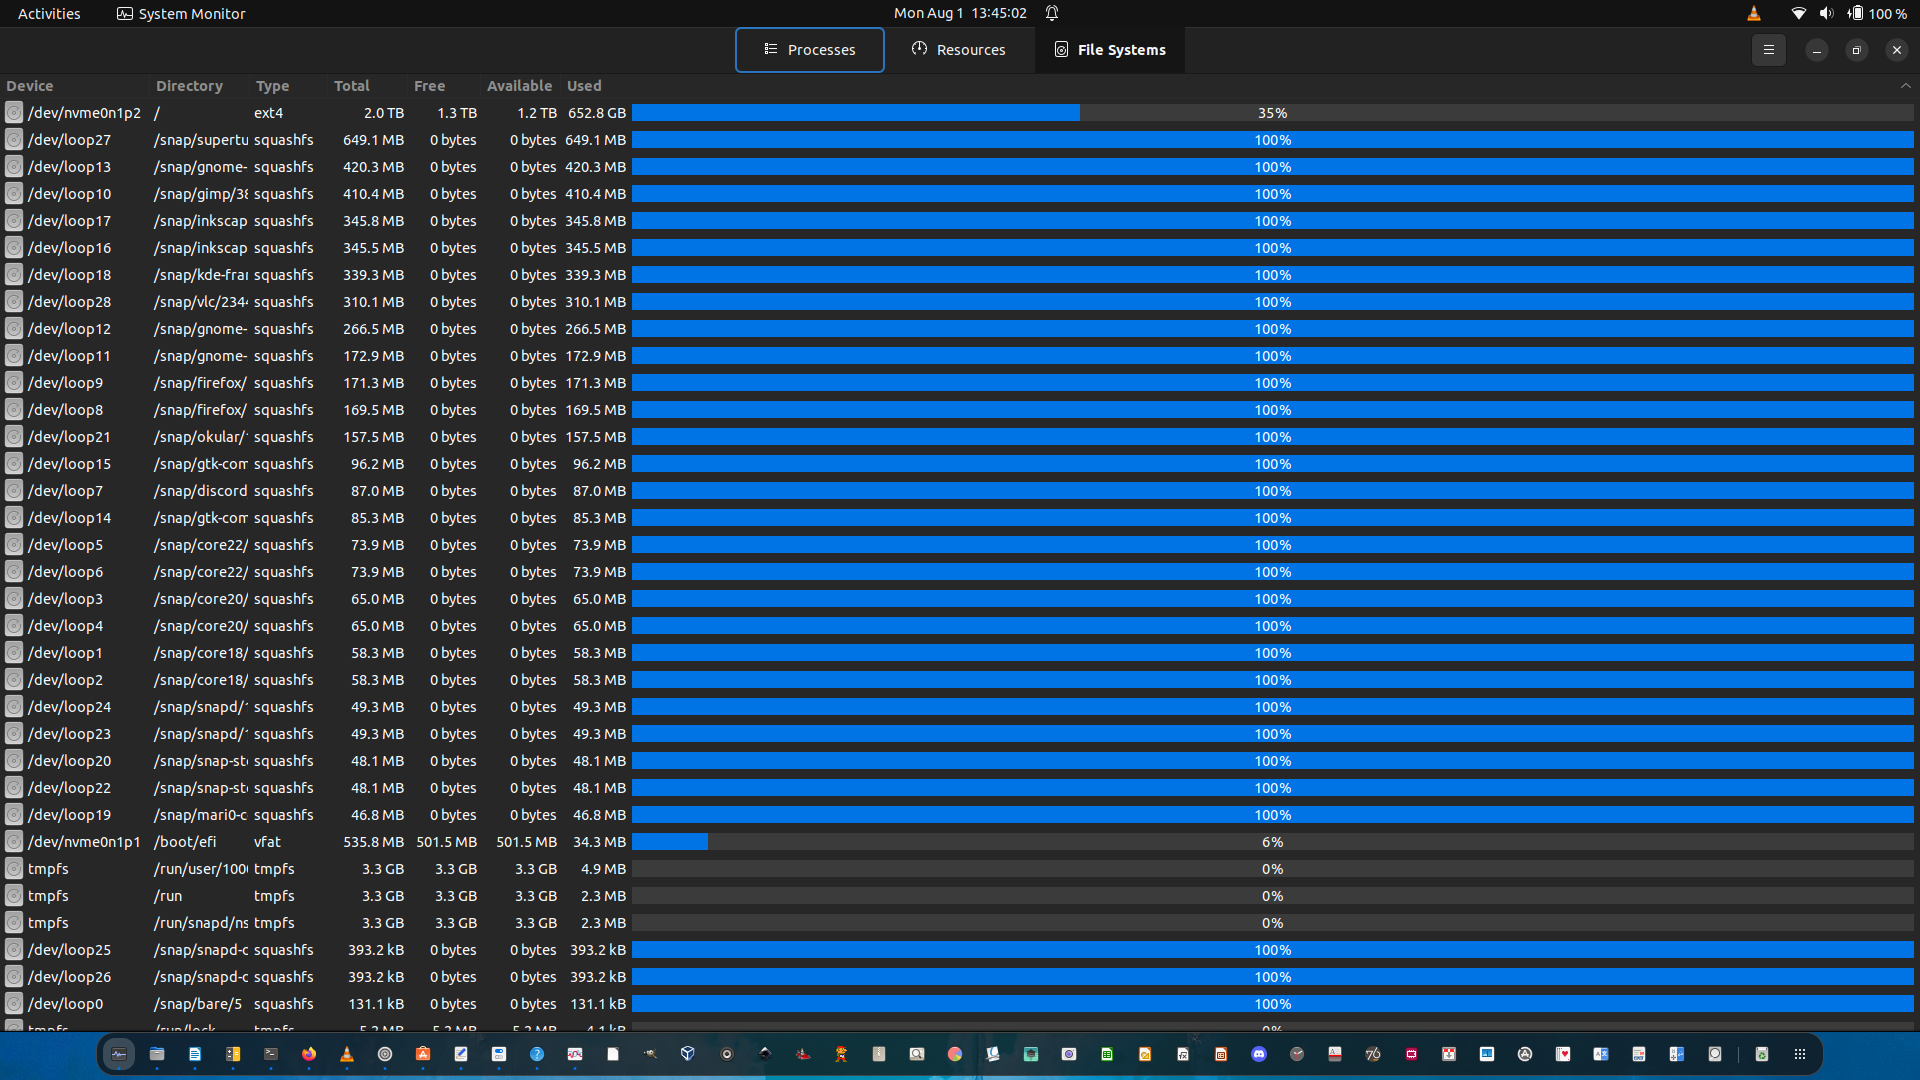 Activities System Monitor Mon Aug 1 13:45:02 100 %
Processes Resources File Systems
Device Directory Type Total Free Available Used
/dev/nvme0n1p2 / ext4 2.0 TB 1.3 TB 1.2 TB 652.8 GB 35%
/dev/loop27 /snap/supertu squashfs 649.1 MB 0 bytes 0 bytes 649.1 MB 100%
/dev/loop13 /snap/gnome- squashfs 420.3 MB 0 bytes 0 bytes 420.3 MB 100%
/dev/loop10 /snap/gimp/38 squashfs 410.4 MB 0 bytes 0 bytes 410.4 MB 100%
/dev/loop17 /snap/inkscap squashfs 345.8 MB 0 bytes 0 bytes 345.8 MB 100%
/dev/loop16 /snap/inkscap squashfs 345.5 MB 0 bytes 0 bytes 345.5 MB 100%
/dev/loop18 /snap/kde-fra squashfs 339.3 MB 0 bytes 0 bytes 339.3 MB 100%
/dev/loop28 /snap/vlc/234 squashfs 310.1 MB 0 bytes 0 bytes 310.1 MB 100%
/dev/loop12 /snap/gnome- squashfs 266.5 MB 0 bytes 0 bytes 266.5 MB 100%
/dev/loop11 /snap/gnome- squashfs 172.9 MB 0 bytes 0 bytes 172.9 MB 100%
/dev/loop9 /snap/firefox/ squashfs 171.3 MB 0 bytes 0 bytes 171.3 MB 100%
/dev/loop8 /snap/firefox/ squashfs 169.5 MB 0 bytes 0 bytes 169.5 MB 100%
/dev/loop21 /snap/okular/ squashfs 157.5 MB 0 bytes 0 bytes 157.5 MB 100%
/dev/loop15 /snap/gtk-com squashfs 96.2 MB 0 bytes 0 bytes 96.2 MB 100%
/dev/loop7 /snap/discord squashfs 87.0 MB 0 bytes 0 bytes 87.0 MB 100%
/dev/loop14 /snap/gtk-com squashfs 85.3 MB 0 bytes 0 bytes 85.3 MB 100%
/dev/loop5 /snap/core22/ squashfs 73.9 MB 0 bytes 0 bytes 73.9 MB 100%
/dev/loop6 /snap/core22/ squashfs 73.9 MB 0 bytes 0 bytes 73.9 MB 100%
/dev/loop3 /snap/core20/ squashfs 65.0 MB 0 bytes 0 bytes 65.0 MB 100%
/dev/loop4 /snap/core20/ squashfs 65.0 MB 0 bytes 0 bytes 65.0 MB 100%
/dev/loop1 /snap/core18/ squashfs 58.3 MB 0 bytes 0 bytes 58.3 MB 100%
/dev/loop2 /snap/core18/ squashfs 58.3 MB 0 bytes 0 bytes 58.3 MB 100%
/dev/loop24 /snap/snapd/ squashfs 49.3 MB 0 bytes 0 bytes 49.3 MB 100%
/dev/loop23 /snap/snapd/ squashfs 49.3 MB 0 bytes 0 bytes 49.3 MB 100%
/dev/loop20 /snap/snap-st squashfs 48.1 MB 0 bytes 0 bytes 48.1 MB 100%
/dev/loop22 /snap/snap-st squashfs 48.1 MB 0 bytes 0 bytes 48.1 MB 100%
/dev/loop19 /snap/mari0-c squashfs 46.8 MB 0 bytes 0 bytes 46.8 MB 100%
/dev/nvme0n1p1 /boot/efi vfat 535.8 MB 501.5 MB 501.5 MB 34.3 MB 6%
tmpfs /run/user/100 tmpfs 3.3 GB 3.3 GB 3.3 GB 4.9 MB 0%
tmpfs /run tmpfs 3.3 GB 3.3 GB 3.3 GB 2.3 MB 0%
tmpfs /run/snapd/ns tmpfs 3.3 GB 3.3 GB 3.3 GB 2.3 MB 0%
/dev/loop25 /snap/snapd-c squashfs 393.2 kB 0 bytes 0 bytes 393.2 kB 100%
/dev/loop26 /snap/snapd-c squashfs 393.2 kB 0 bytes 0 bytes 393.2 kB 100%
/dev/loop0 /snap/bare/5 squashfs 131.1 kB 0 bytes 0 bytes 131.1 kB 100%
tmpfs /run/lock tmpfs 5.2 MB 5.2 MB 5.2 MB 4.1 kB 0%